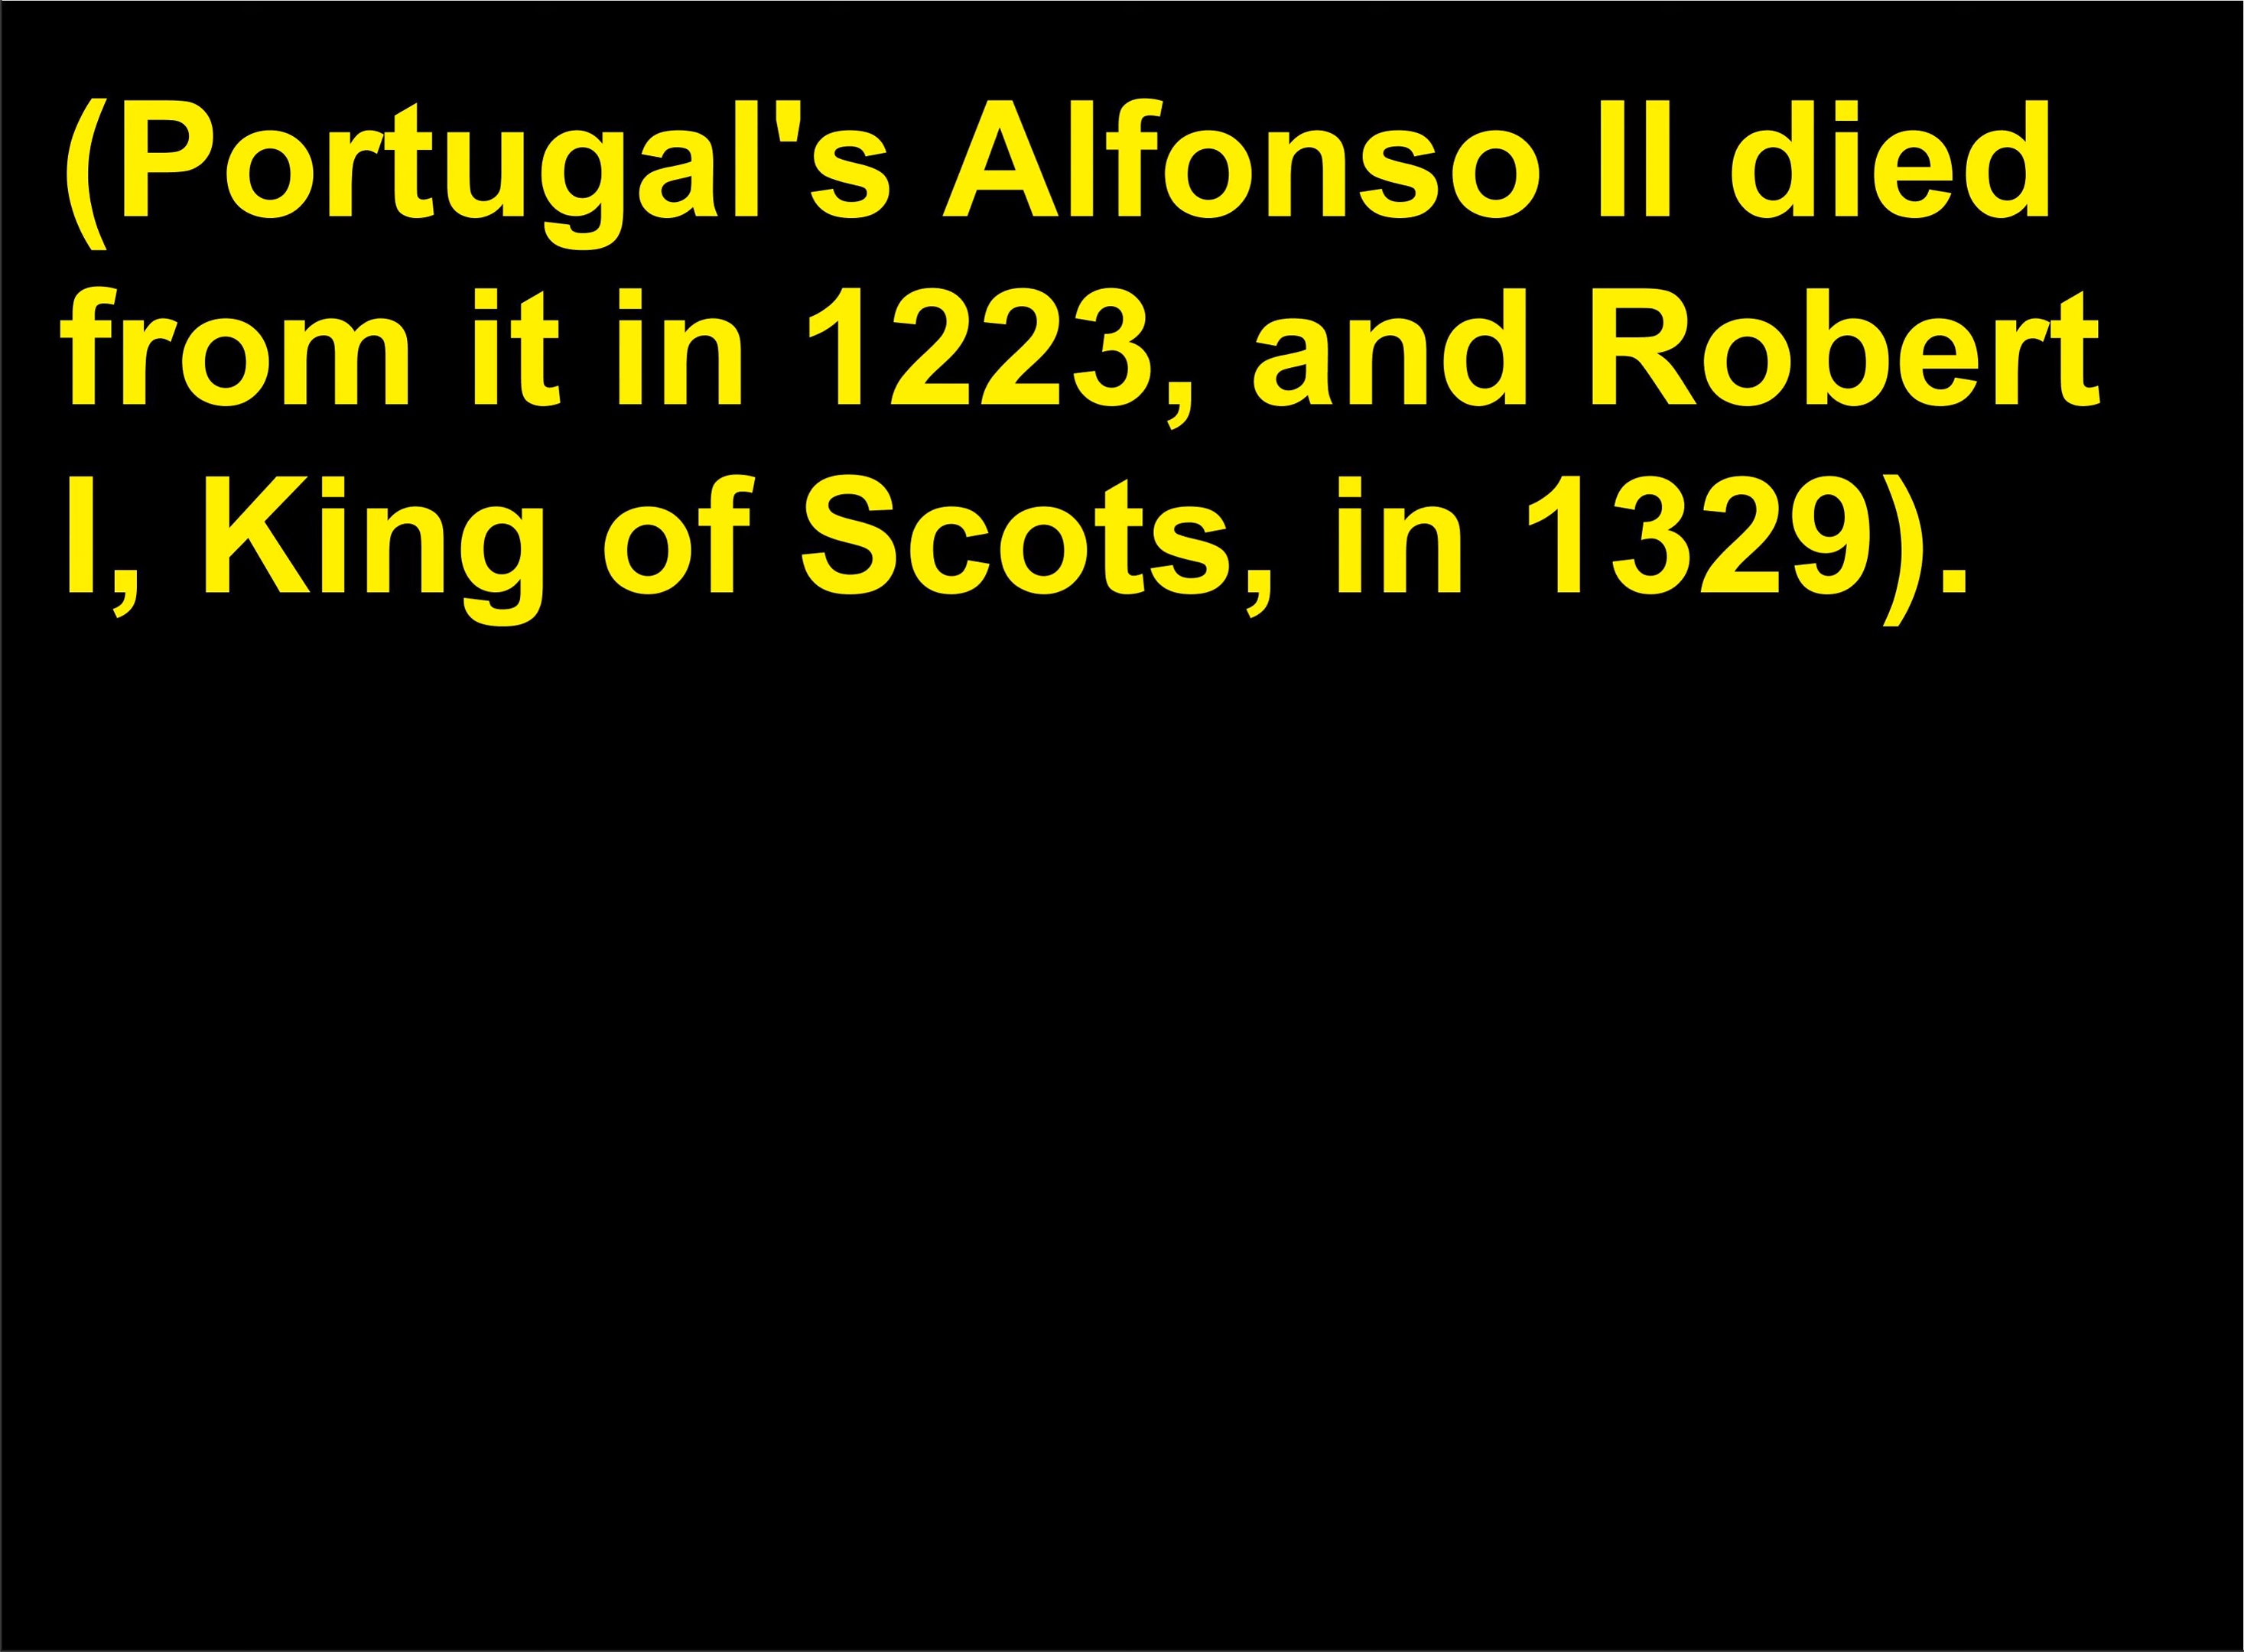 (Portugal's Alfonso II died
from it in 1223, and Robert
I, King of Scots, in 1329).